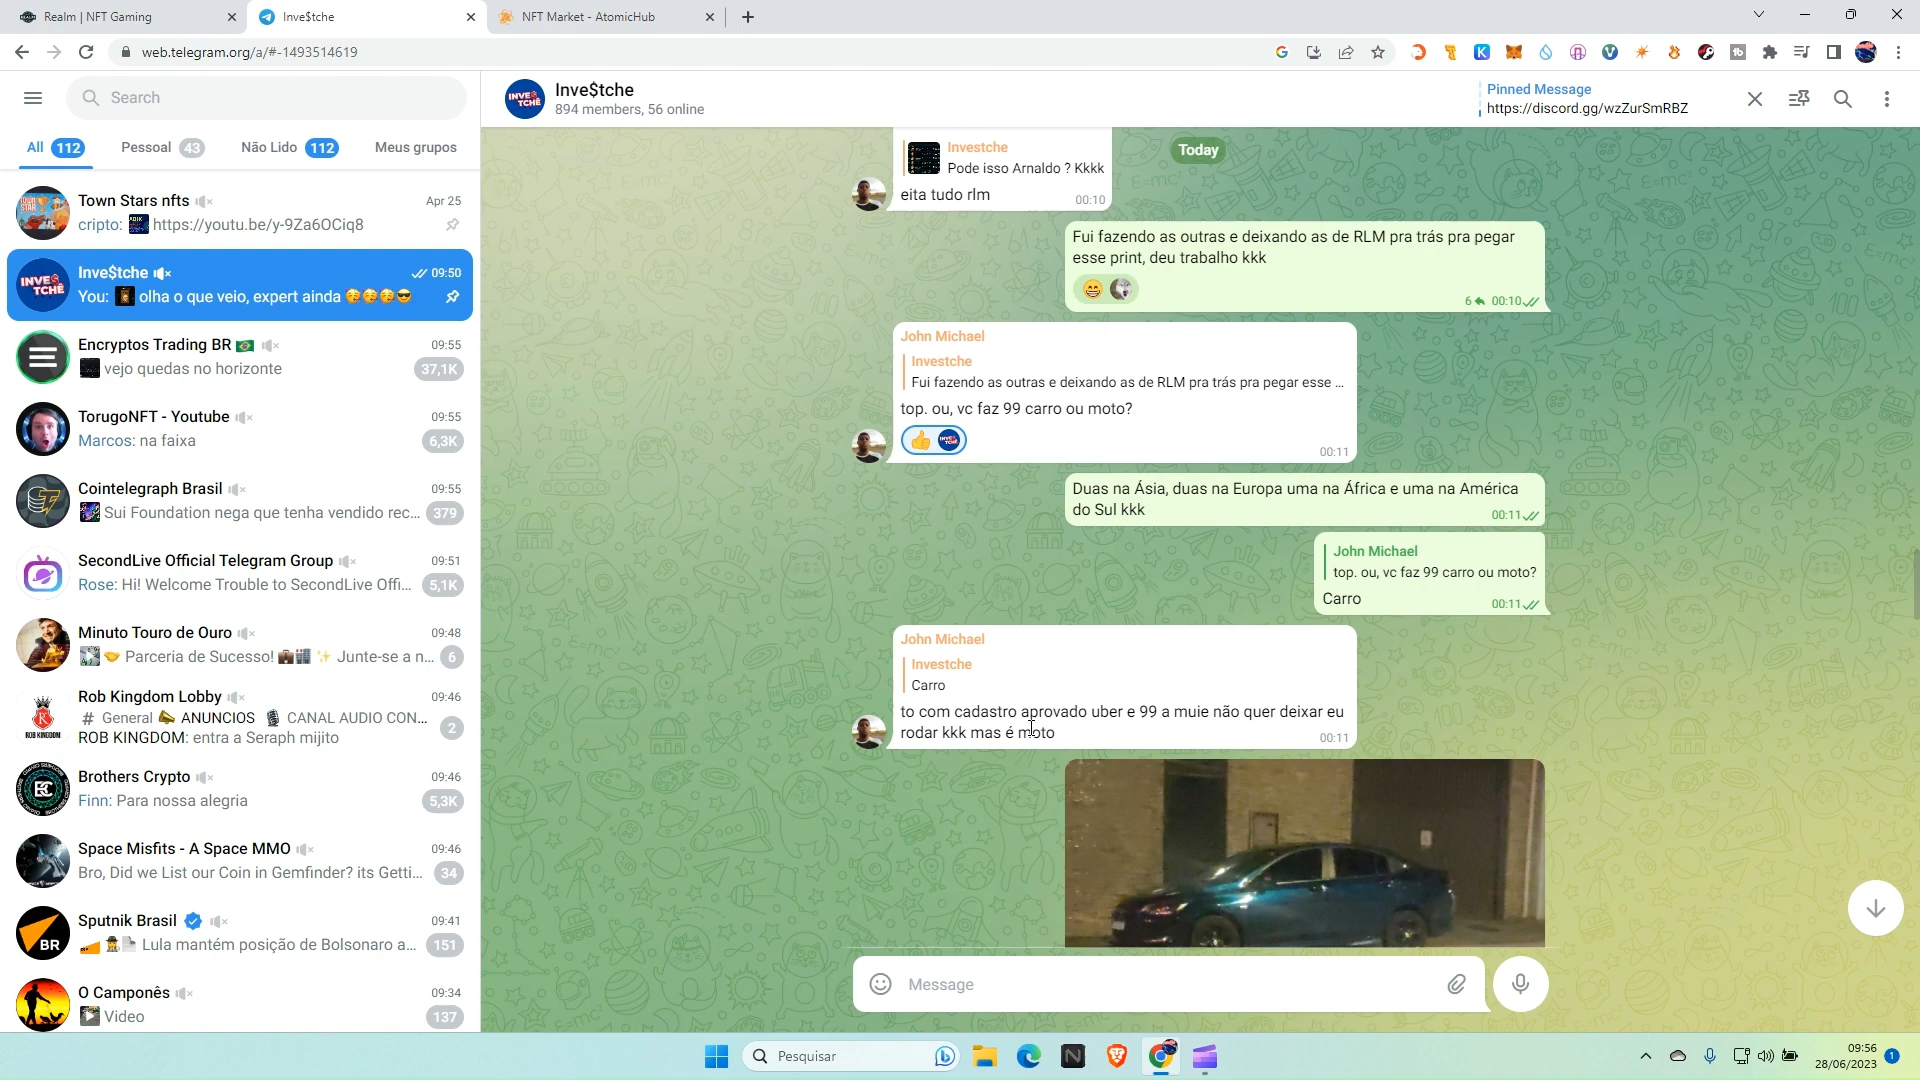 Realm | NFT Gaming
Inve$tche
NFT Market - AtomicHub
web.telegram.org/a/#-1493514619
Search
Inve$tche
894 members, 56 online
Pinned Message
https://discord.gg/wzZurSmRBZ
All 112
Pessoal 43
Não Lido 112
Meus grupos
Town Stars nfts
Apr 25
cripto: https://youtu.be/y-9Za6OCiq8
INVE$ TCHÊ
Inve$tche
09:50
You: olha o que veio, expert ainda
Encryptos Trading BR
09:55
vejo quedas no horizonte
37,1K
TorugoNFT - Youtube
09:55
Marcos: na faixa
6,3K
Cointelegraph Brasil
09:55
Sui Foundation nega que tenha vendido rec...
379
SecondLive Official Telegram Group
09:51
Rose: Hi! Welcome Trouble to SecondLive Offi...
5,1K
Minuto Touro de Ouro
09:48
Parceria de Sucesso! Junte-se a n...
6
Rob Kingdom Lobby
09:46
# General ANUNCIOS CANAL AUDIO CON...
ROB KINGDOM: entra a Seraph mijito
2
ROB KINGDOM
Brothers Crypto
09:46
Finn: Para nossa alegria
5,3K
Space Misfits - A Space MMO
09:46
Bro, Did we List our Coin in Gemfinder? its Getti...
34
Sputnik Brasil
09:41
Lula mantém posição de Bolsonaro a...
151
BR
O Camponês
09:34
Video
137
Today
Investche
Pode isso Arnaldo ? Kkkk
eita tudo rlm
00:10
Fui fazendo as outras e deixando as de RLM pra trás pra pegar
esse print, deu trabalho kkk
6 00:10
John Michael
Investche
Fui fazendo as outras e deixando as de RLM pra trás pra pegar esse ...
top. ou, vc faz 99 carro ou moto?
00:11
Duas na Ásia, duas na Europa uma na África e uma na América
do Sul kkk
00:11
John Michael
top. ou, vc faz 99 carro ou moto?
Carro
00:11
John Michael
Investche
Carro
to com cadastro aprovado uber e 99 a muie não quer deixar eu
rodar kkk mas é moto
00:11
Message
Pesquisar
09:56
28/06/2023
1